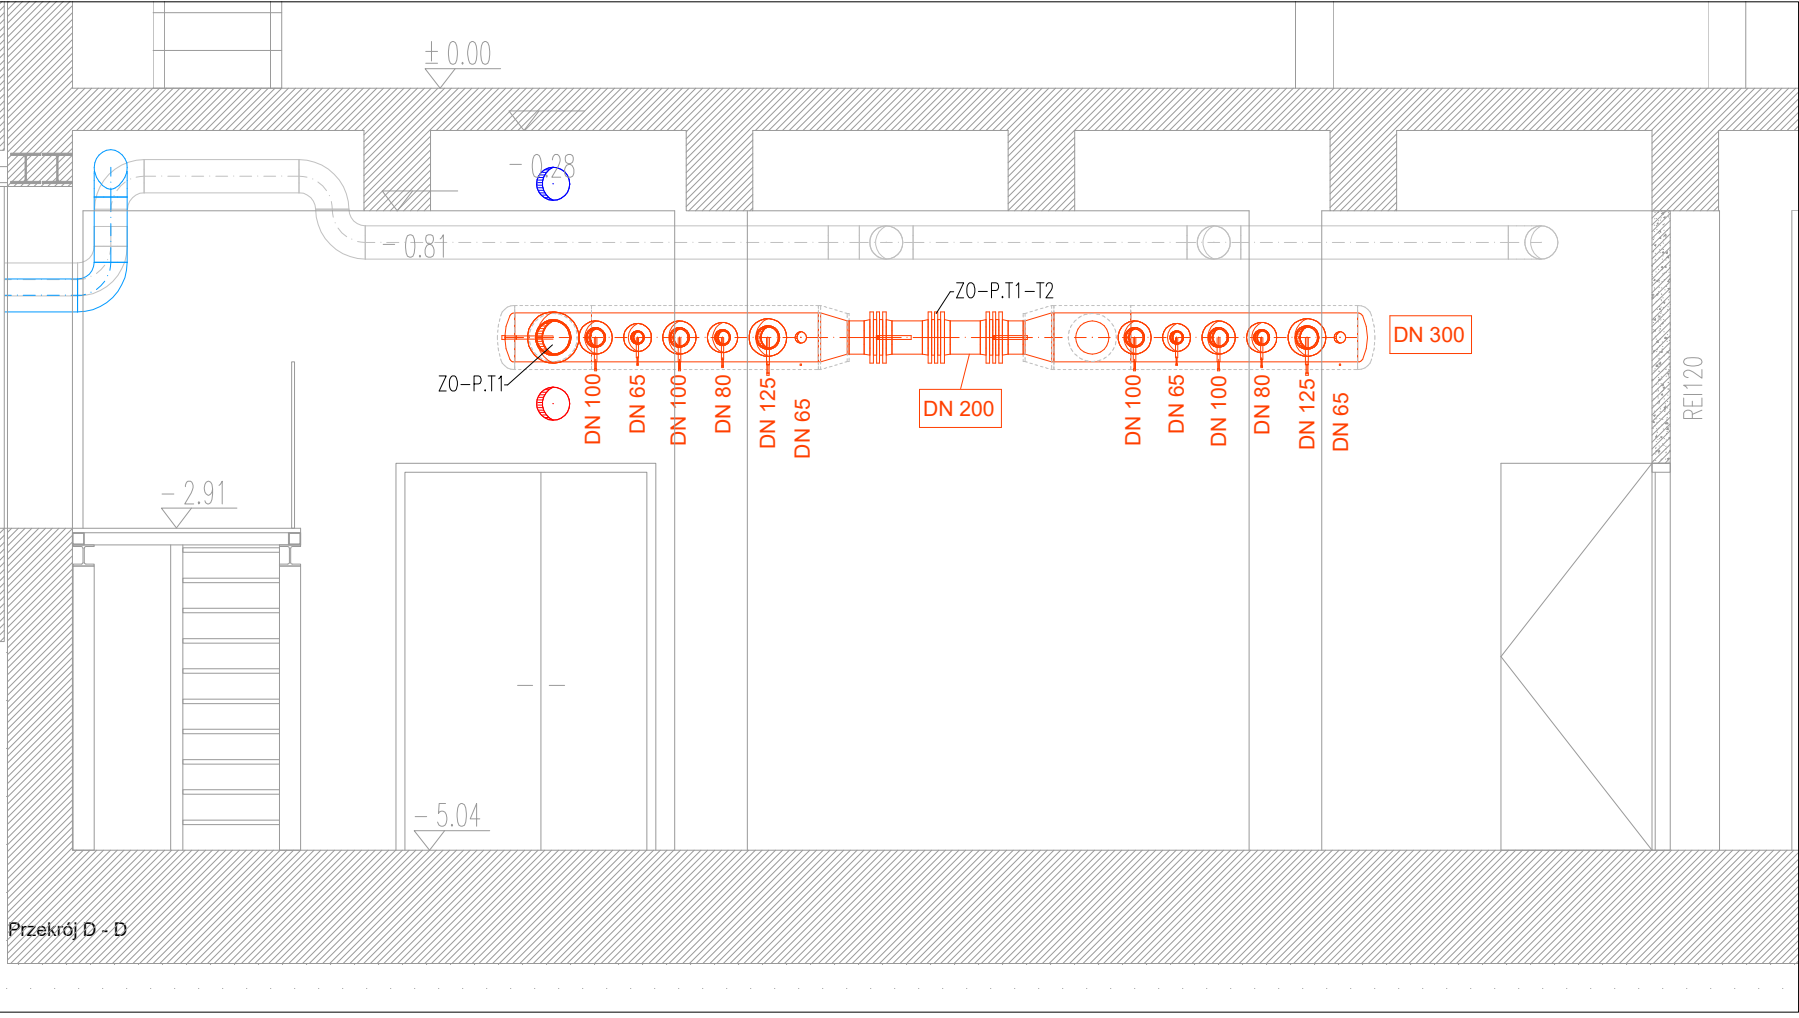 ± 0.00
- 0.28
- 0.81
ZO-P.T1-T2
DN 300
ZO-P.T1
DN 100
DN 65
DN 100
DN 80
DN 125
DN 65
DN 200
DN 100
DN 65
DN 100
DN 80
DN 125
DN 65
REI120
- 2.91
- 5.04
Przekrój D - D